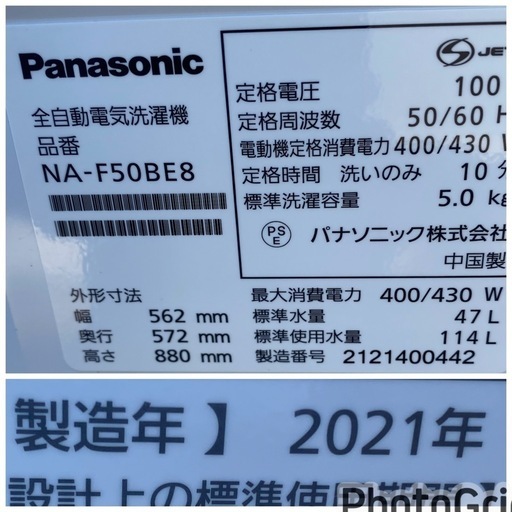 Panasonic
全自動電気洗濯機
品番
NA-F50BE8
定格電圧 100
定格周波数 50/60 H
電動機定格消費電力 400/430 W
定格時間 洗いのみ 10分
標準洗濯容量 5.0 kg
PS E パナソニック株式会社
中国製
外形寸法
幅 562 mm
奥行 572 mm
高さ 880 mm
最大消費電力 400/430 W
標準水量 47 L
標準使用水量 114 L
製造番号 2121400442
製造年】 2021年
設計上の標準使用
PhotoGri